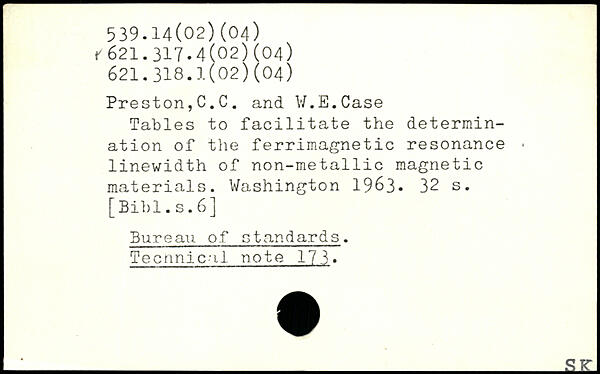 539.14(02)(04)
621.317.4(02)(04)
621.318.1(02)(04)
Preston,C.C. and W.E.Case
Tables to facilitate the determin-
ation of the ferrimagnetic resonance
linewidth of non-metallic magnetic
materials. Washington 1963. 32 s.
[Bibl.s.6]
Bureau of standards.
Technical note 173.
SK